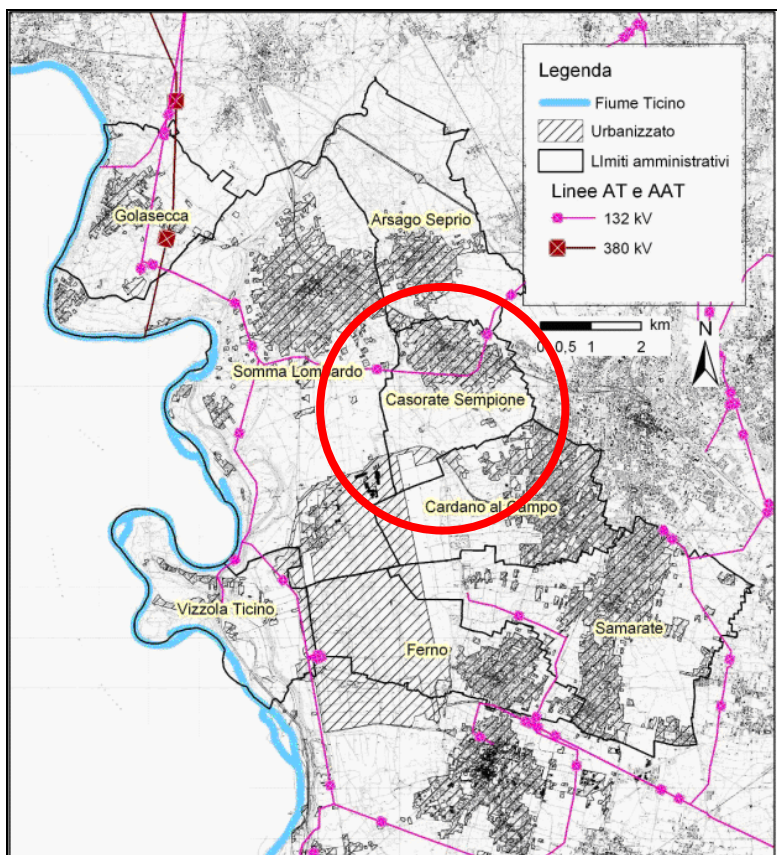 Legenda
Fiume Ticino
Urbanizzato
LImiti amministrativi
Linee AT e AAT
132 kV
380 kV
Golasecca
Arsago Seprio
km
0 0,5 1 2
N
Somma Lombardo
Casorate Sempione
Cardano al Campo
Vizzola Ticino
Ferno
Samarate